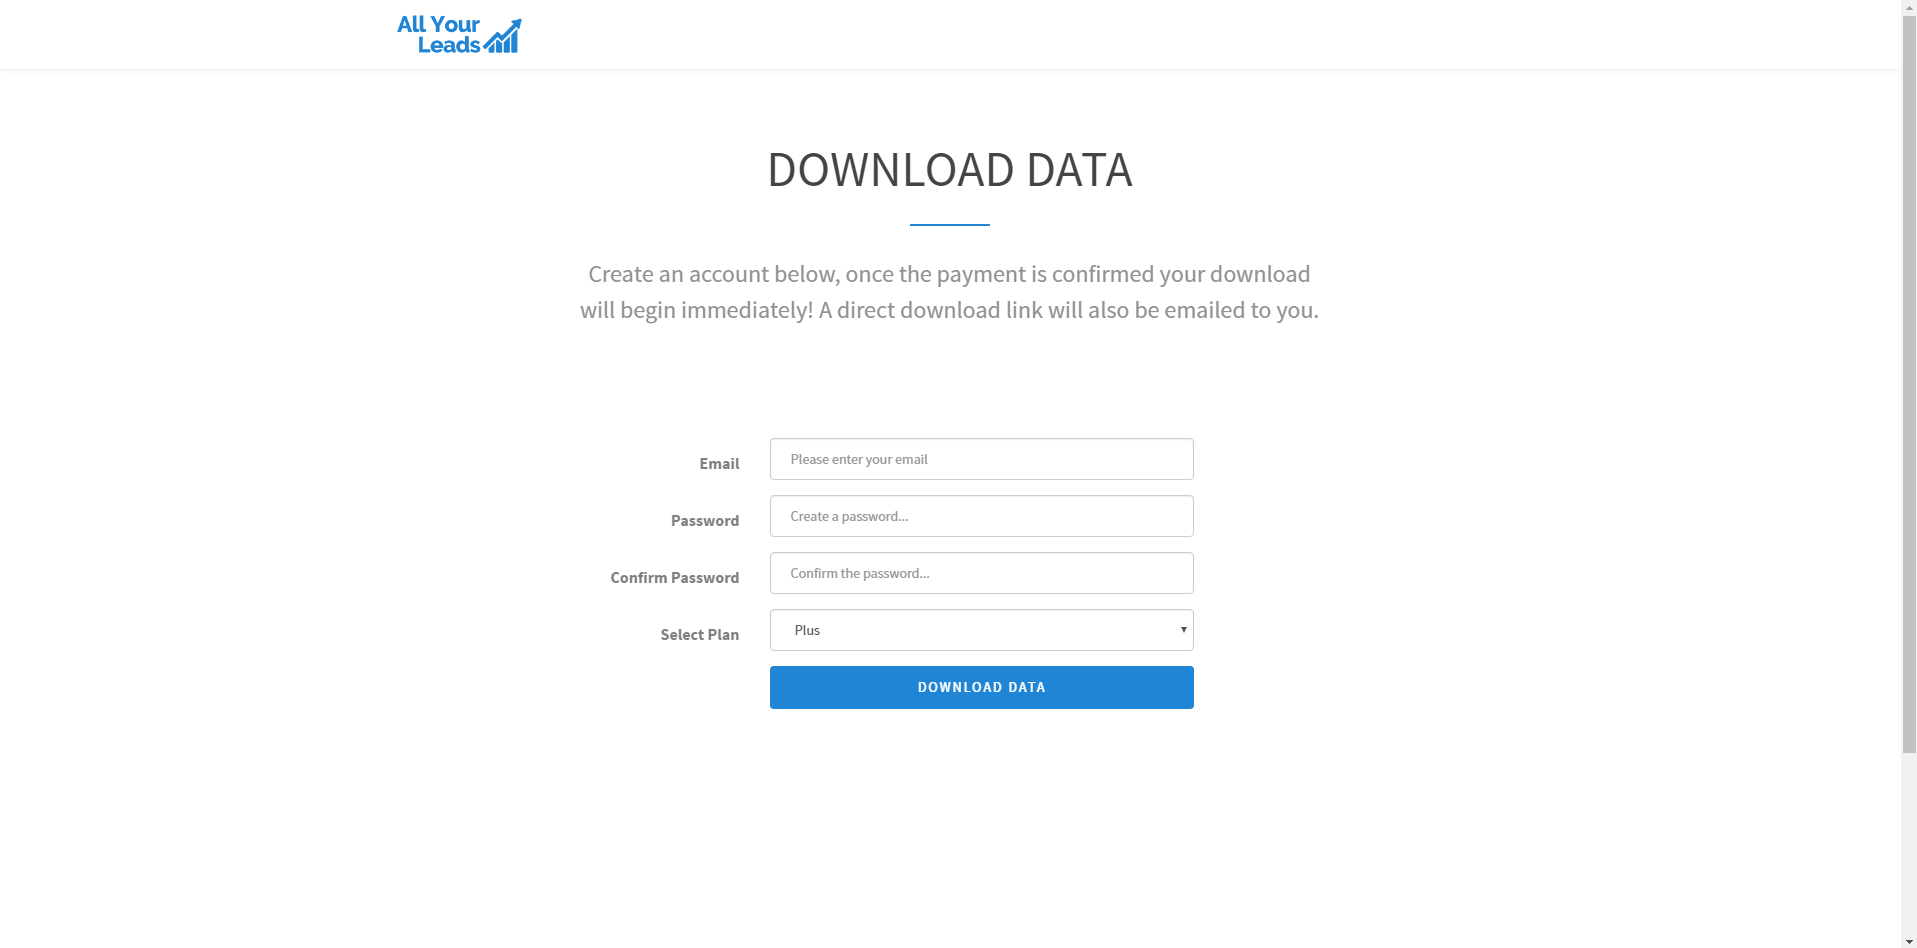 All Your
Leads
DOWNLOAD DATA
Create an account below, once the payment is confirmed your download
will begin immediately! A direct download link will also be emailed to you.
Email
Please enter your email
Password
Create a password...
Confirm Password
Confirm the password...
Select Plan
Plus
DOWNLOAD DATA